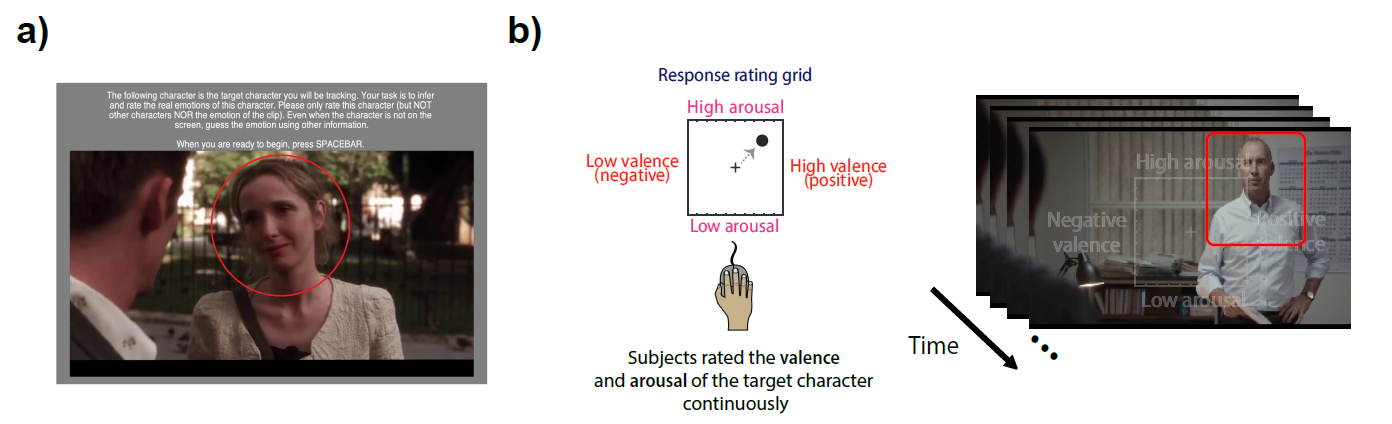 a)
The following character is the target character you will be tracking. Your task is to infer
and rate the real emotions of this character. Please only rate this character (but NOT
other characters NOR the emotion of the clip). Even when the character is not on the
screen, guess the emotion using other information.
When you are ready to begin, press SPACEBAR.
b)
Response rating grid
High arousal
Low valence
(negative)
High valence
(positive)
Low arousal
Subjects rated the valence
and arousal of the target character
continuously
High arousal
Negative
valence
Positive
valence
Low arousal
Time